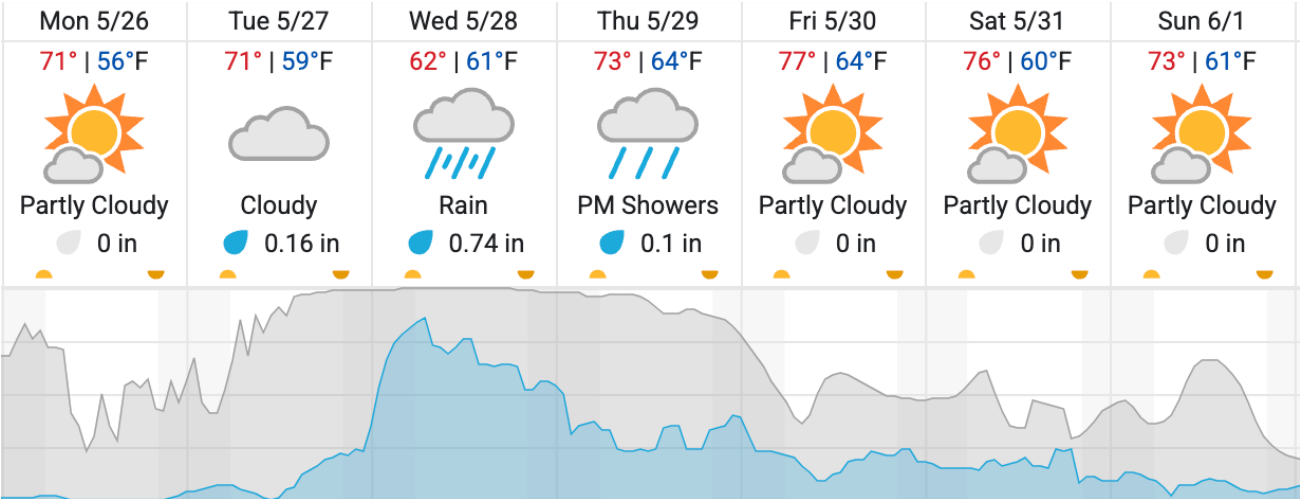 Mon 5/26 Tue 5/27 Wed 5/28 Thu 5/29 Fri 5/30 Sat 5/31 Sun 6/1
71° | 56°F 71° | 59°F 62° | 61°F 73° | 64°F 77° | 64°F 76° | 60°F 73° | 61°F
Partly Cloudy Cloudy Rain PM Showers Partly Cloudy Partly Cloudy Partly Cloudy
0 in 0.16 in 0.74 in 0.1 in 0 in 0 in 0 in